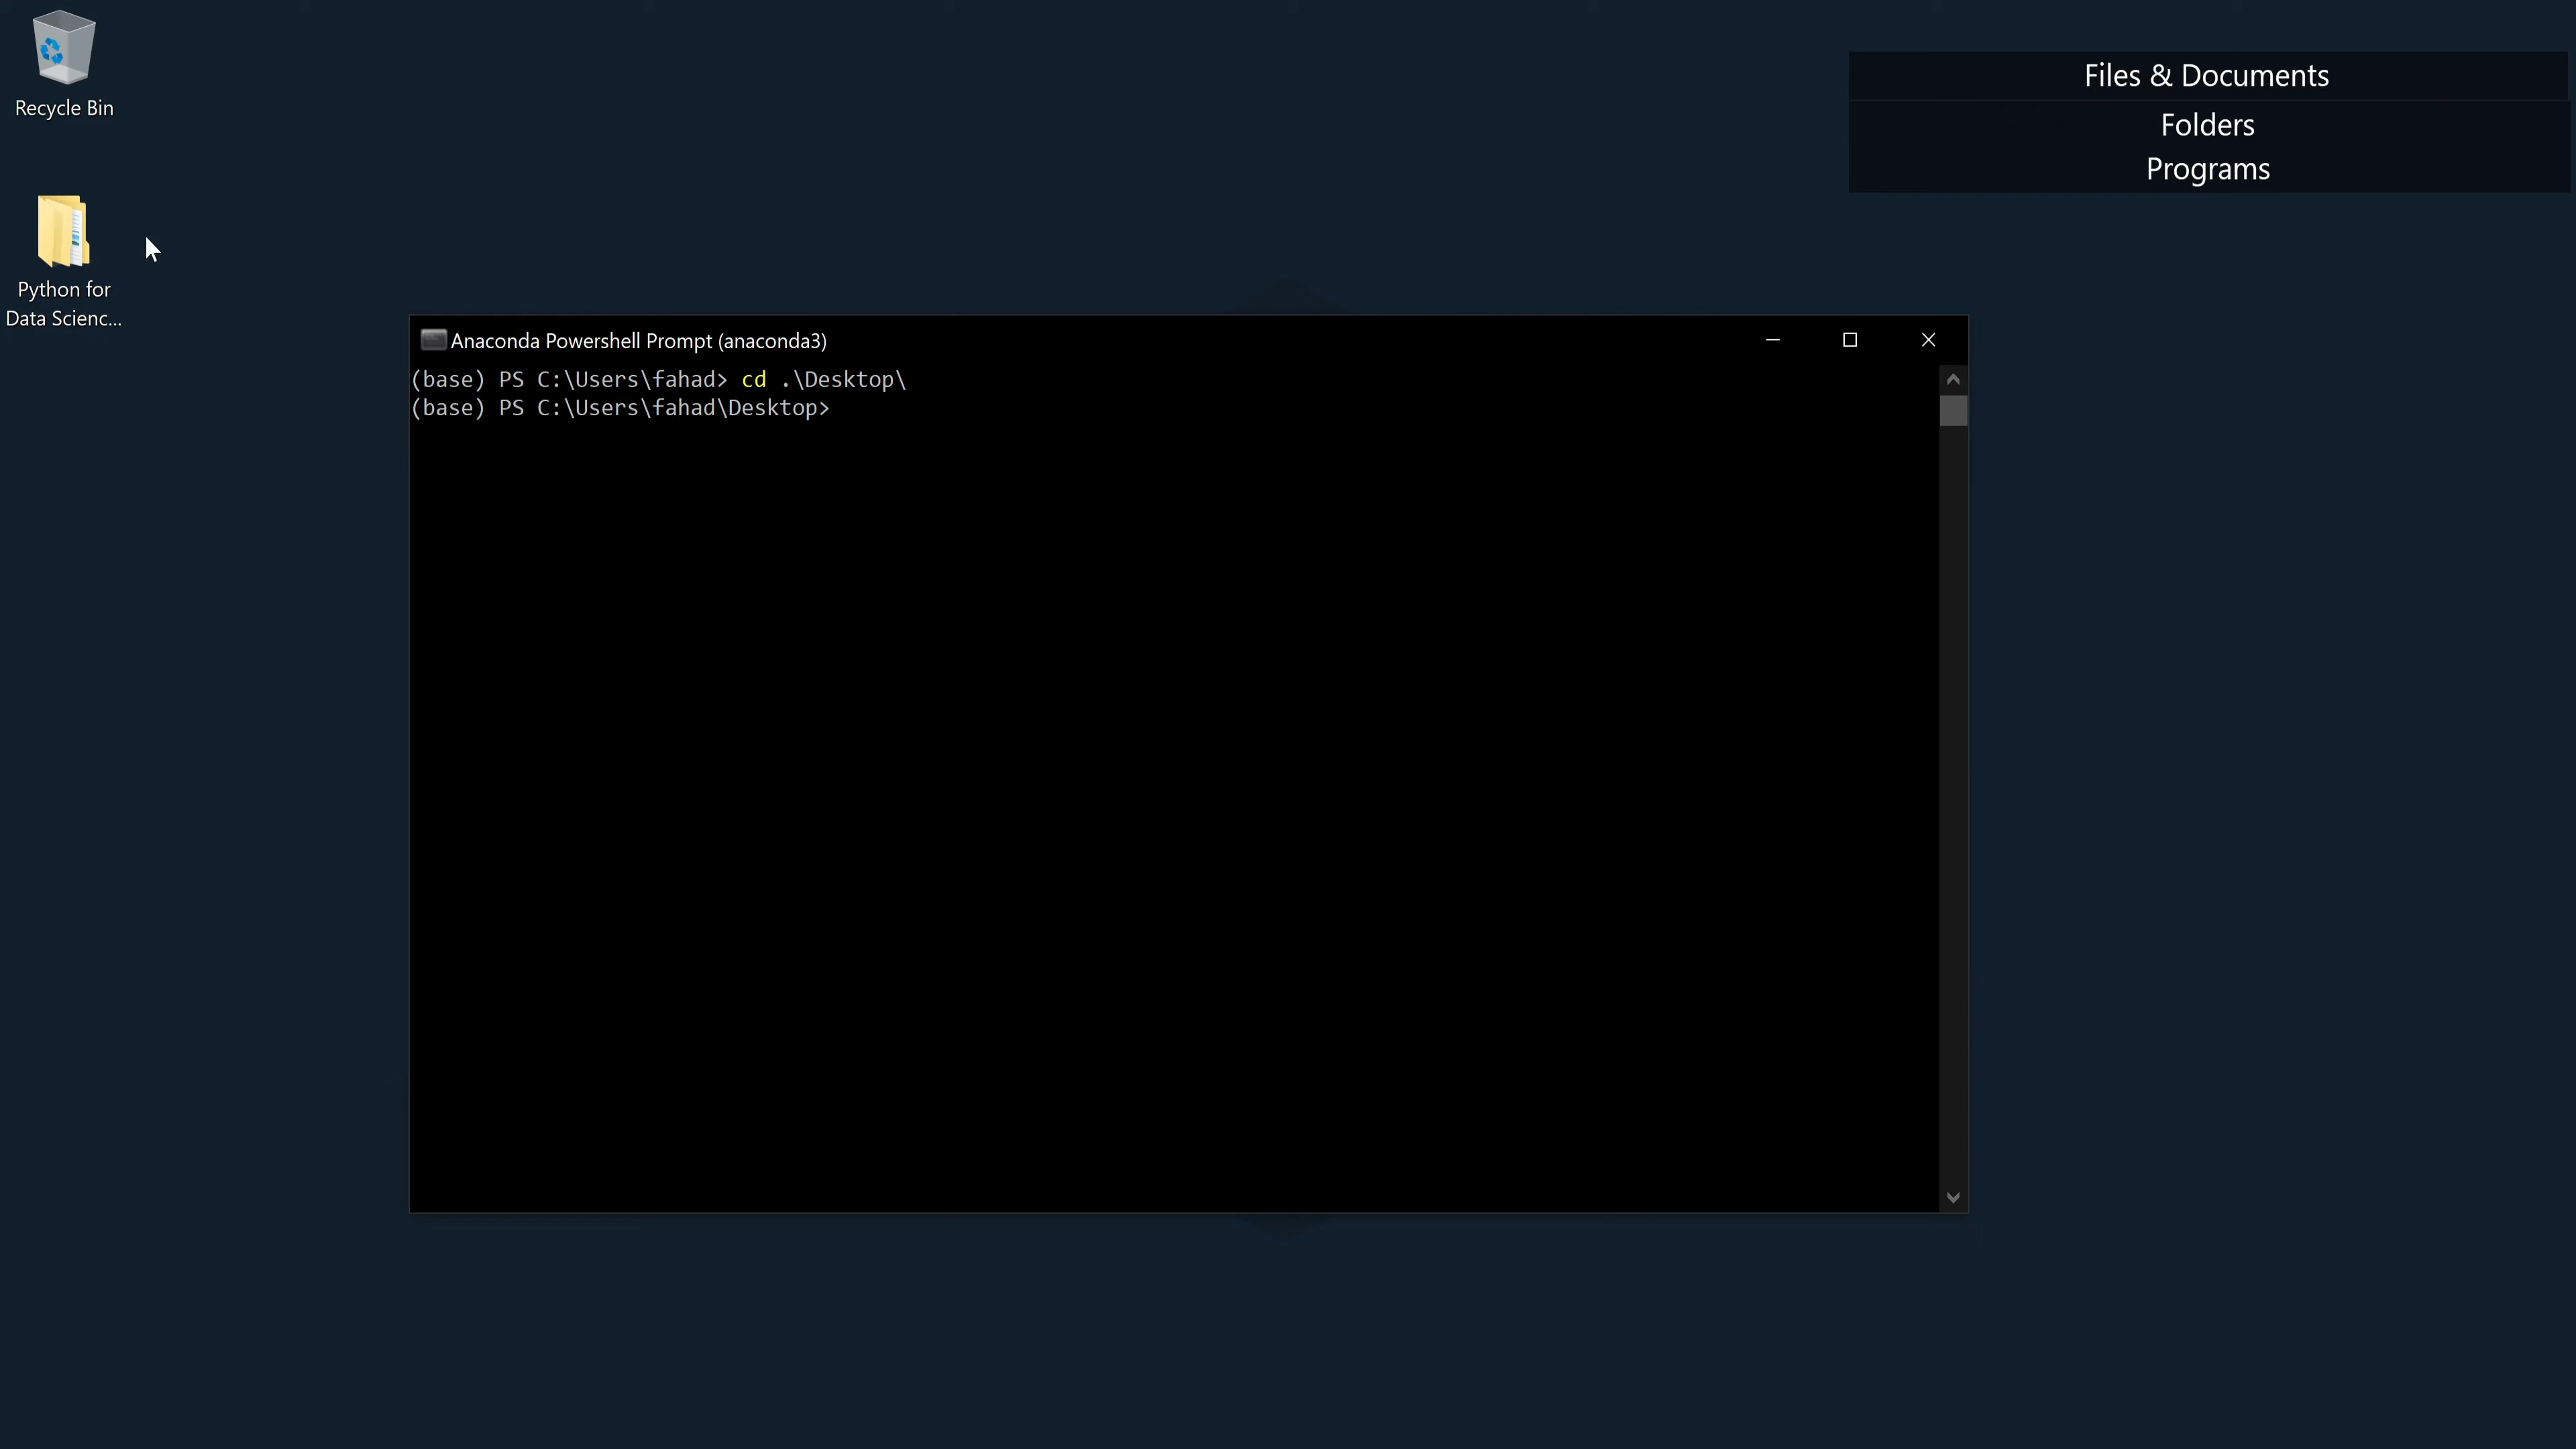 Recycle Bin
Python for
Data Scienc...
Files & Documents
Folders
Programs
Anaconda Powershell Prompt (anaconda3)
(base) PS C:\Users\fahad> cd .\Desktop\
(base) PS C:\Users\fahad\Desktop>